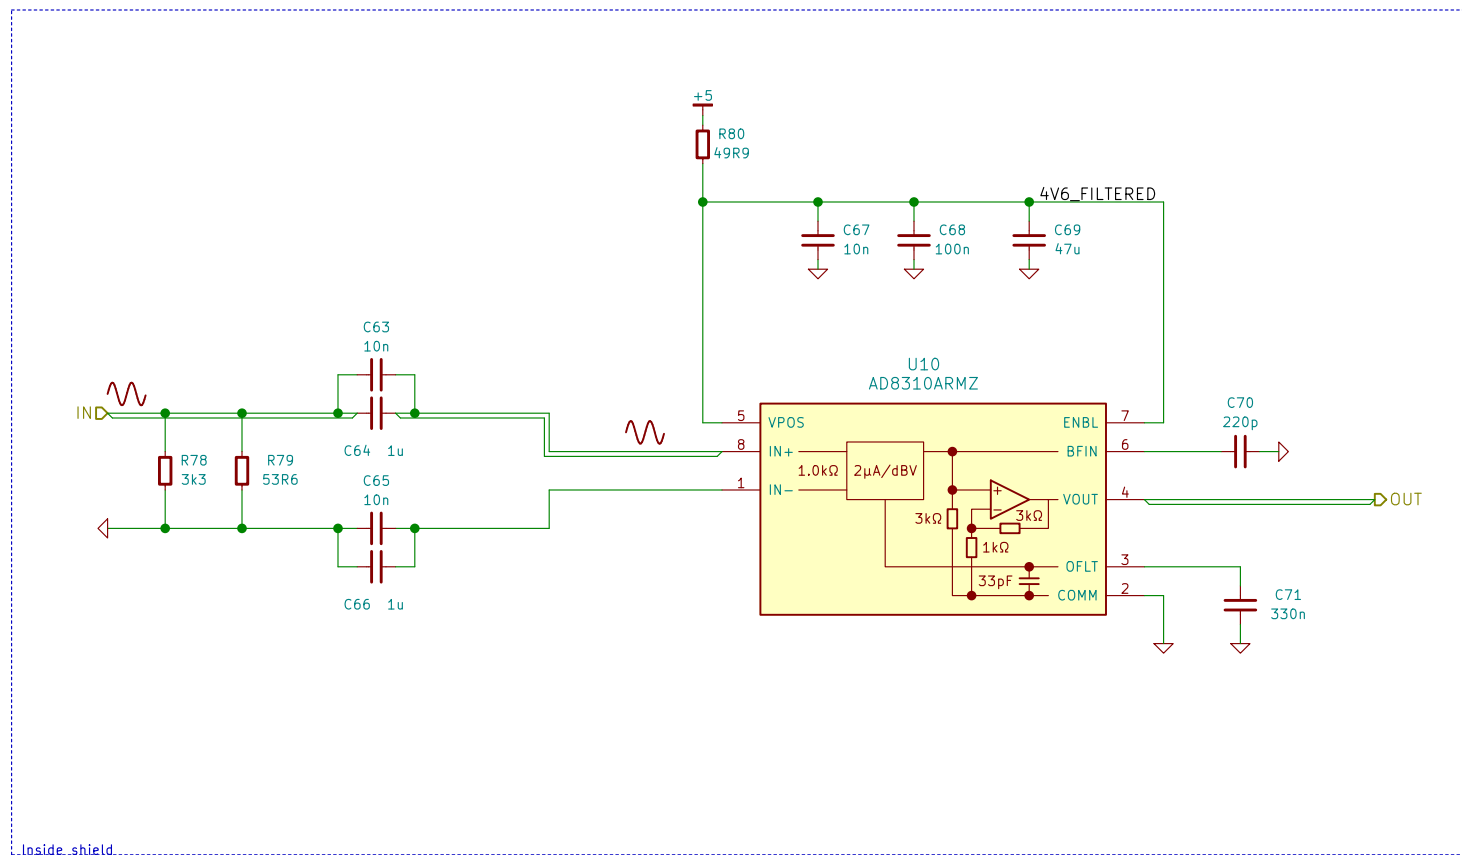 +5
R80
49R9
4V6_FILTERED
C67
10n
C68
100n
C69
47u
C63
10n
IN
C64 1u
R78
3k3
R79
53R6
C65
10n
C66 1u
U10
AD8310ARMZ
5
VPOS
8
IN+
1
IN-
1.0kΩ
2µA/dBV
3kΩ
+
−
3kΩ
1kΩ
33pF
ENBL
7
BFIN
6
VOUT
4
OFLT
3
COMM
2
C70
220p
OUT
C71
330n
Inside shield